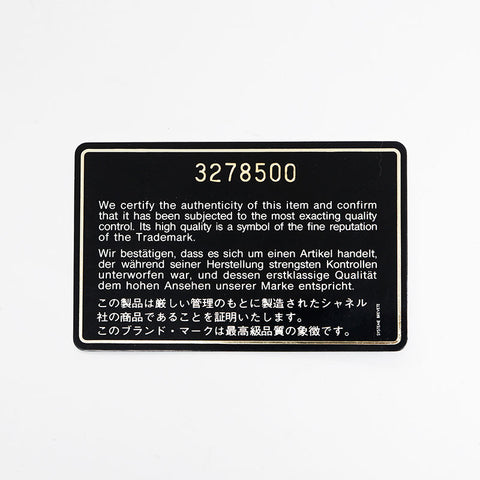 3278500
We certify the authenticity of this item and confirm
that it has been subjected to the most exacting quality
control. Its high quality is a symbol of the fine reputation
of the Trademark.
Wir bestätigen, dass es sich um einen Artikel handelt,
der während seiner Herstellung strengsten Kontrollen
unterworfen war, und dessen erstklassige Qualität
dem hohen Ansehen unserer Marke entspricht.
この製品は厳しい管理のもとに製造されたシャネル
社の商品であることを証明いたします。
このブランド・マークは最高級品質の象徴です。
SYSTEME BREVETE